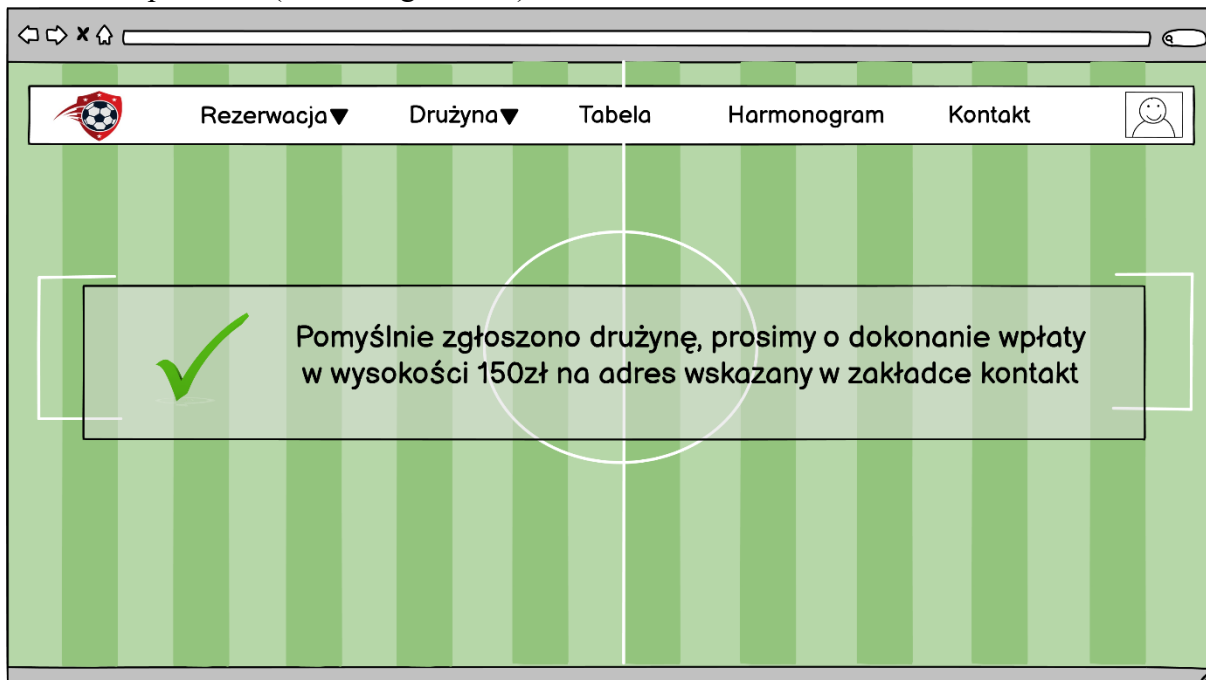 Rezerwacja▼ Drużyna▼ Tabela Harmonogram Kontakt
Pomyślnie zgłoszono drużynę, prosimy o dokonanie wpłaty
w wysokości 150zł na adres wskazany w zakładce kontakt